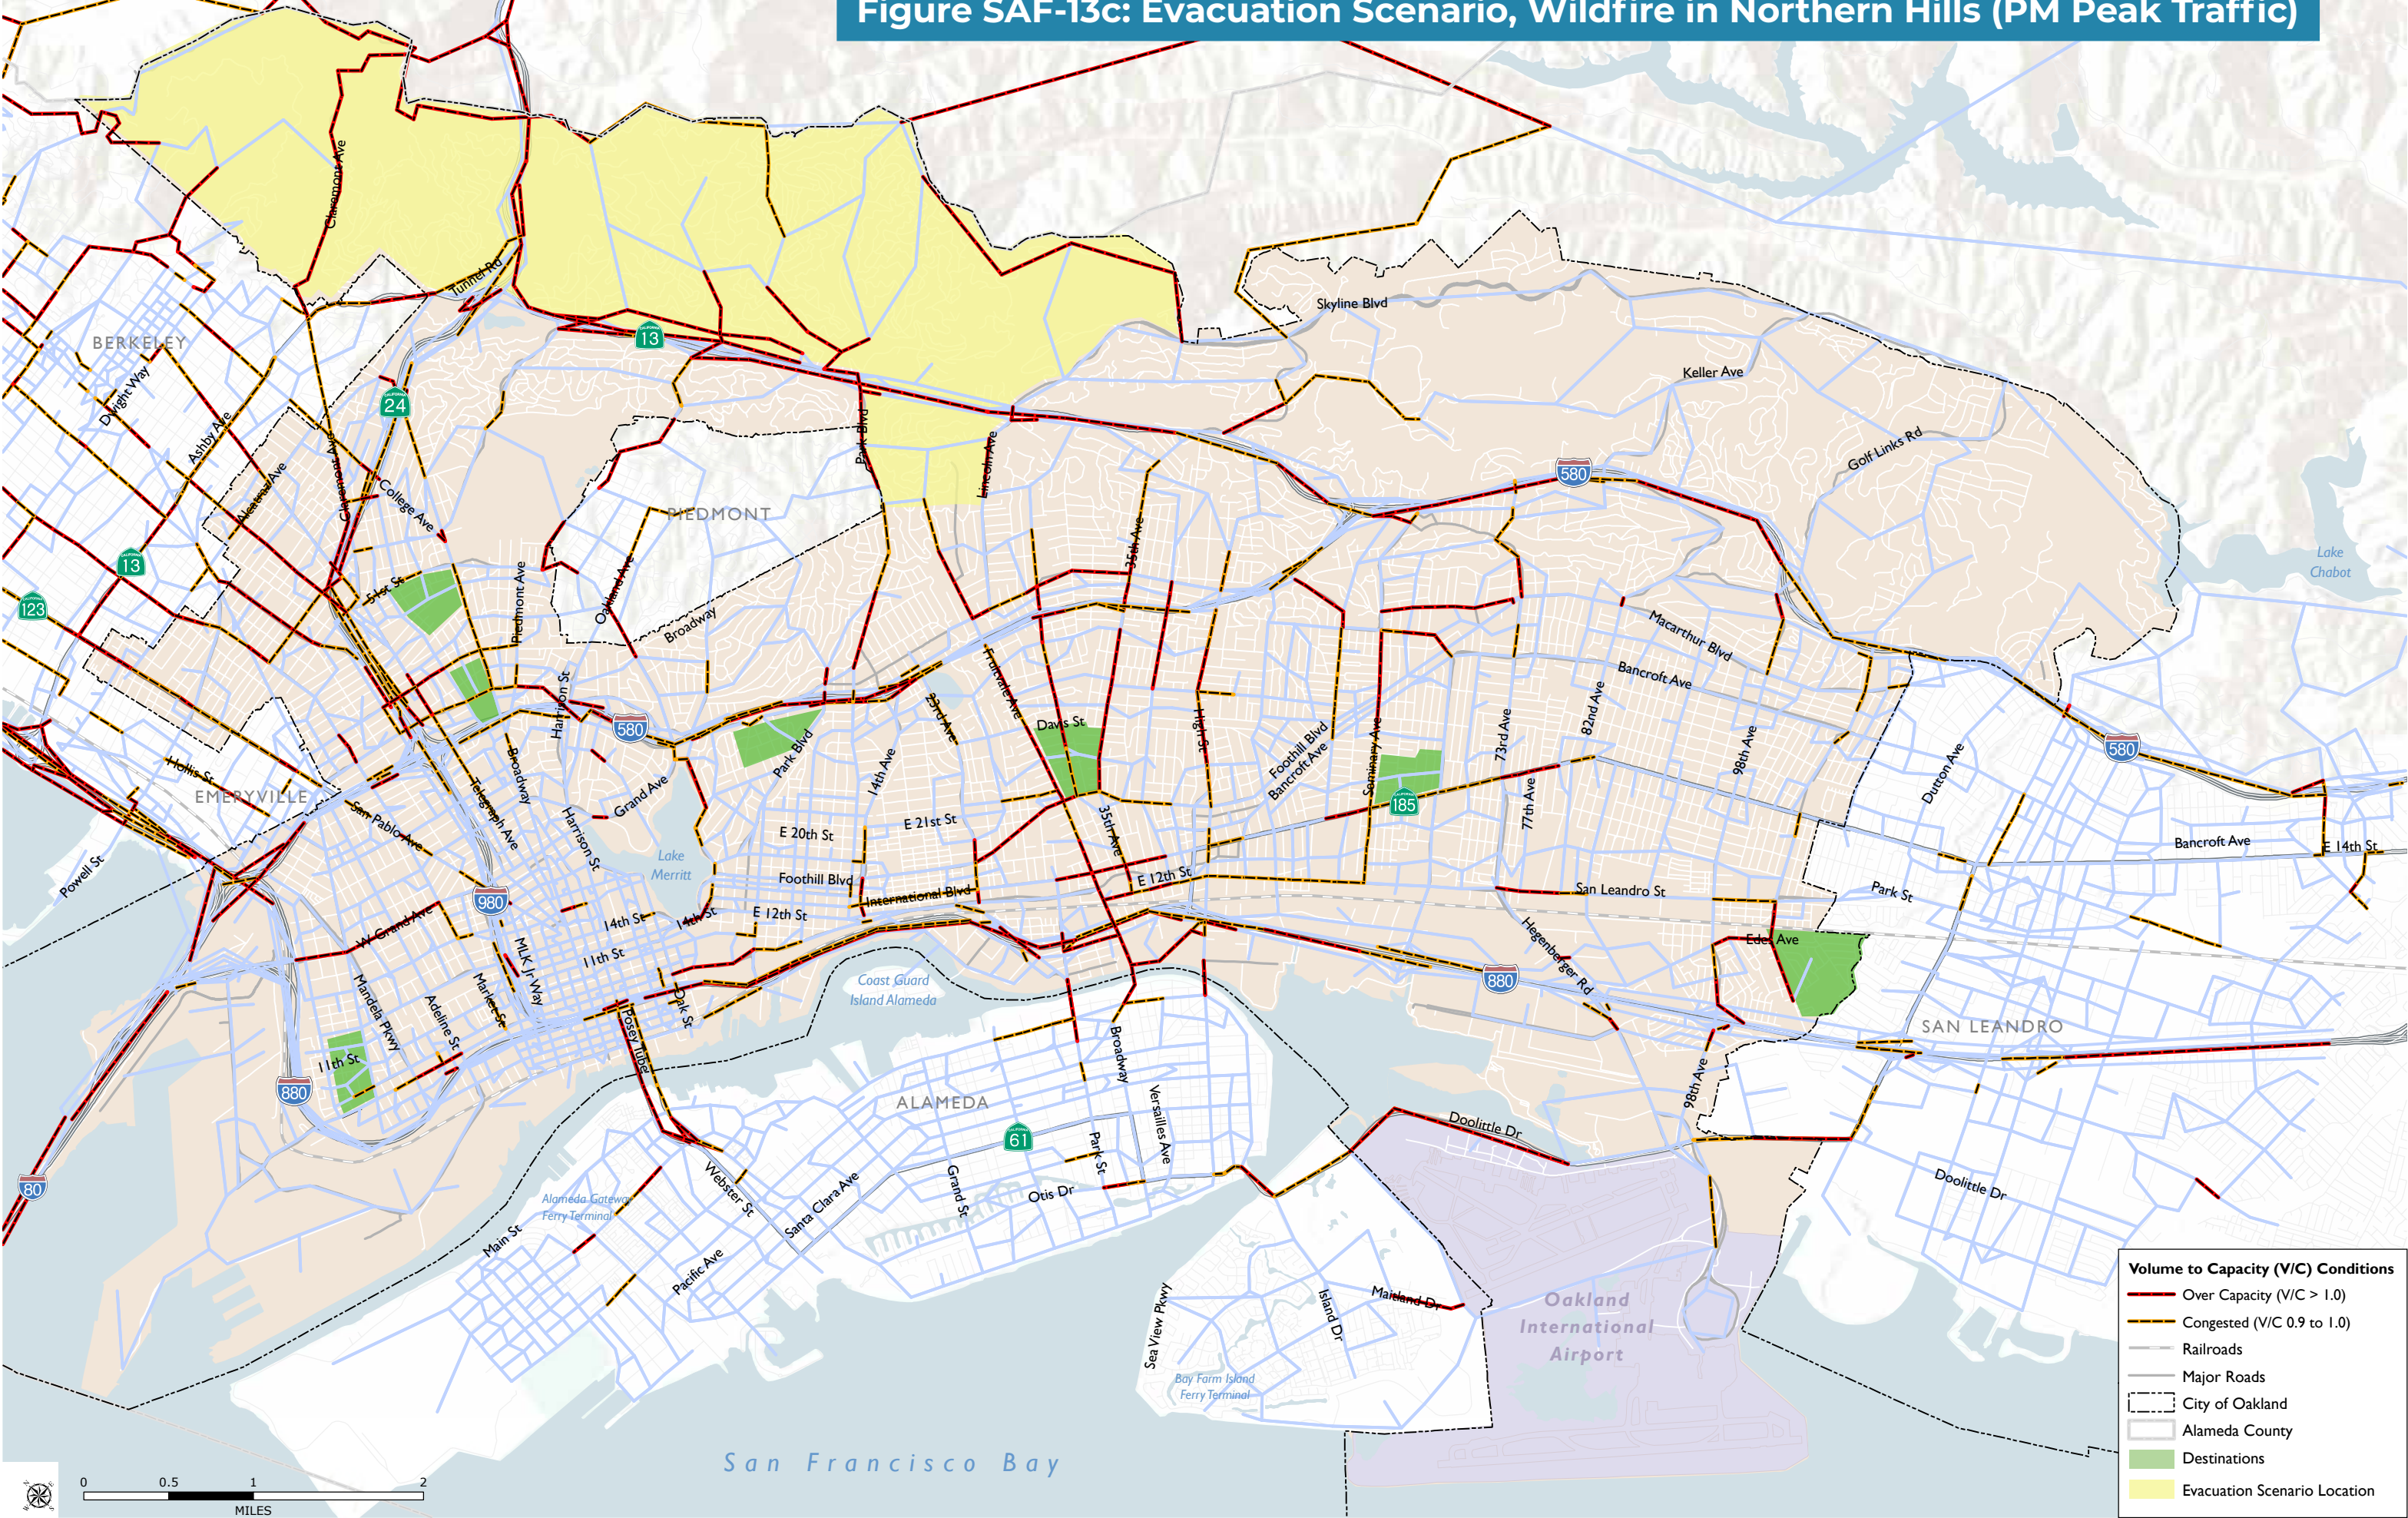 Figure SAF-13c: Evacuation Scenario, Wildfire in Northern Hills (PM Peak Traffic)
Claremont Ave
Tunnel Rd
Skyline Blvd
CALIFORNIA
13
BERKELEY
Keller Ave
Dwight Way
CALIFORNIA
24
Ashby Ave
Claremont Ave
Park Blvd
Lincoln Ave
Golf Links Rd
580
Alcatraz Ave
College Ave
PIEDMONT
35th Ave
CALIFORNIA
13
Lake
Chabot
CALIFORNIA
123
51st St
Piedmont Ave
Oakland Ave
Broadway
Macarthur Blvd
Bancroft Ave
Fruitvale Ave
Harrison St
580
23rd Ave
Davis St
High St
Foothill Blvd
Bancroft Ave
Seminary Ave
73rd Ave
82nd Ave
98th Ave
580
Hollis St
EMERYVILLE
Broadway
Park Blvd
14th Ave
Dutton Ave
San Pablo Ave
Telegraph Ave
Grand Ave
Harrison St
E 20th St
E 21st St
35th Ave
CALIFORNIA
185
77th Ave
Bancroft Ave
E 14th St
Powell St
Lake
Merritt
Foothill Blvd
International Blvd
E 12th St
San Leandro St
Park St
980
W Grand Ave
14th St
14th St
E 12th St
11th St
MLK Jr Way
Edes Ave
Hegenberger Rd
880
Coast Guard
Island Alameda
Mandela Pkwy
Adeline St
Market St
Oak St
Posey Tube
SAN LEANDRO
11th St
880
Broadway
98th Ave
ALAMEDA
Versailles Ave
Doolittle Dr
CALIFORNIA
61
Park St
80
Alameda Gateway
Ferry Terminal
Webster St
Santa Clara Ave
Grand St
Otis Dr
Doolittle Dr
Main St
Pacific Ave
Sea View Pkwy
Island Dr
Maitland Dr
Oakland
International
Airport
Bay Farm Island
Ferry Terminal
San Francisco Bay
0 0.5 1 2
MILES
Volume to Capacity (V/C) Conditions
Over Capacity (V/C > 1.0)
Congested (V/C 0.9 to 1.0)
Railroads
Major Roads
City of Oakland
Alameda County
Destinations
Evacuation Scenario Location